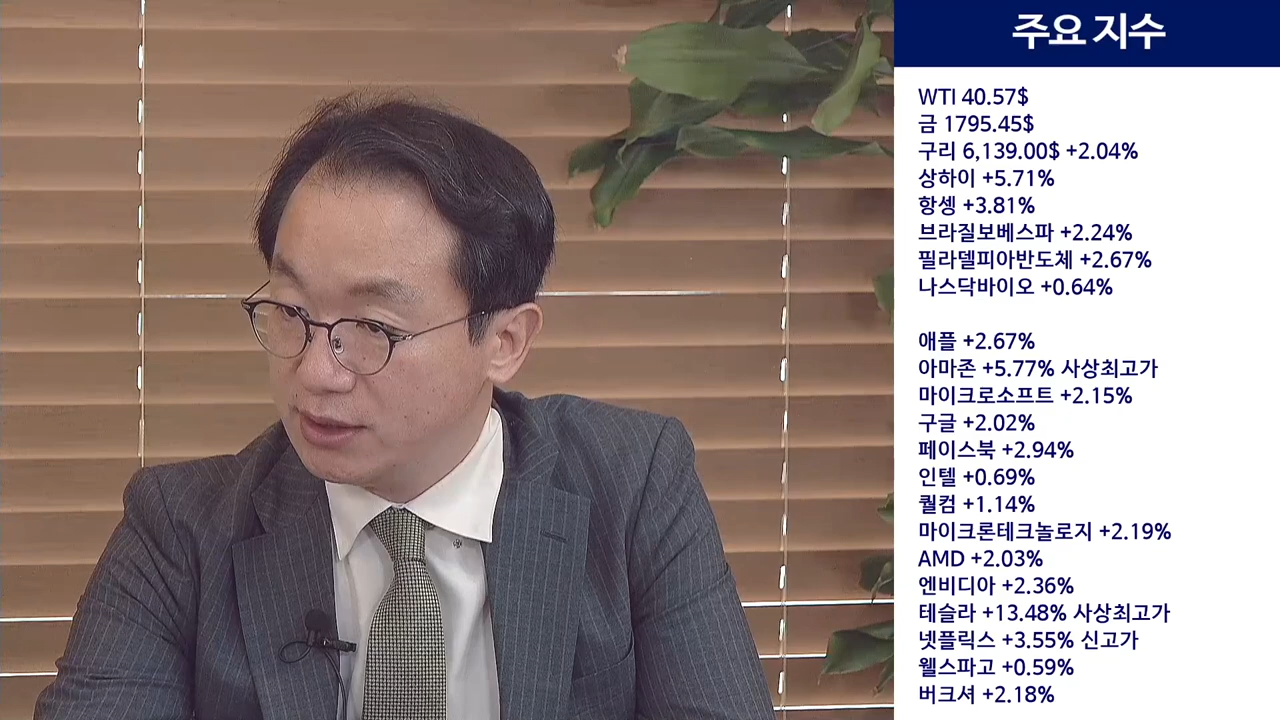 주요 지수
WTI 40.57$
금 1795.45$
구리 6,139.00$ +2.04%
상하이 +5.71%
항셍 +3.81%
브라질보베스파 +2.24%
필라델피아반도체 +2.67%
나스닥바이오 +0.64%
애플 +2.67%
아마존 +5.77% 사상최고가
마이크로소프트 +2.15%
구글 +2.02%
페이스북 +2.94%
인텔 +0.69%
퀄컴 +1.14%
마이크론테크놀로지 +2.19%
AMD +2.03%
엔비디아 +2.36%
테슬라 +13.48% 사상최고가
넷플릭스 +3.55% 신고가
웰스파고 +0.59%
버크셔 +2.18%